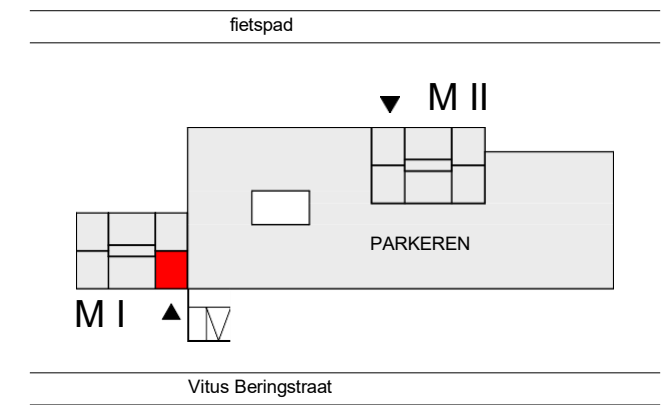 fietspad
M II
PARKEREN
M I
Vitus Beringstraat